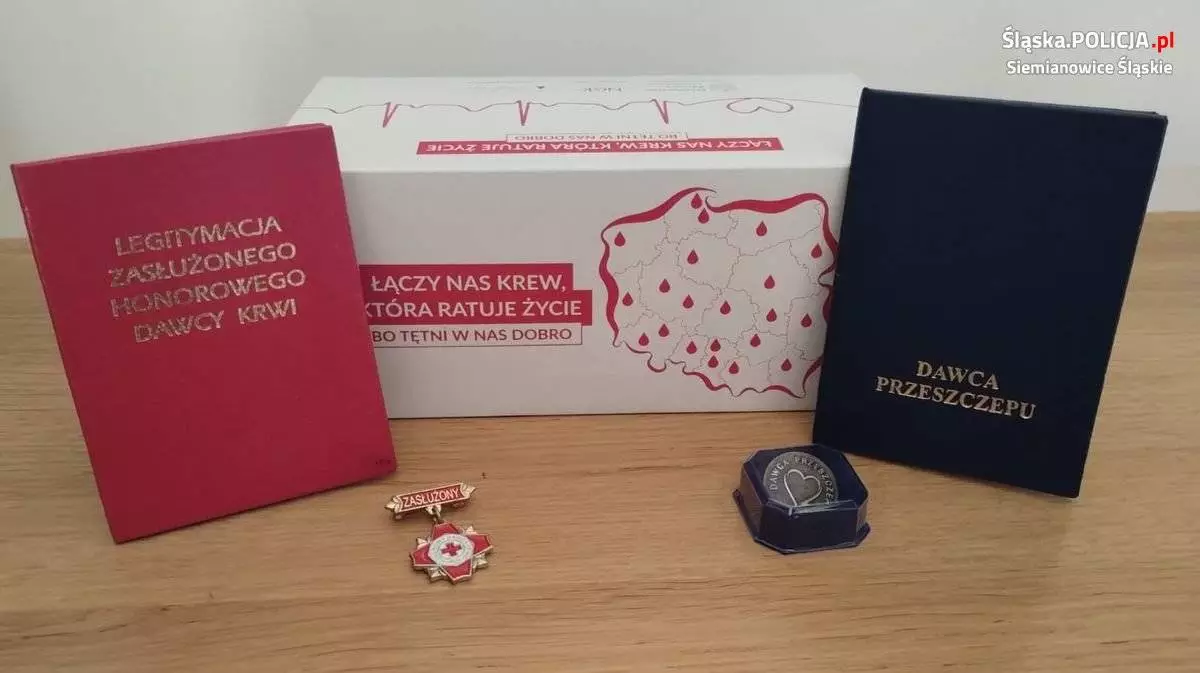 Śląska.POLICJA.pl
Siemianowice Śląskie
ŁĄCZY NAS KREW, KTÓRA RATUJE ŻYCIE
BO TĘTNI W NAS DOBRO
LEGITYMACJA
ZASŁUŻONEGO
HONOROWEGO
DAWCY KRWI
ŁĄCZY NAS KREW,
KTÓRA RATUJE ŻYCIE
BO TĘTNI W NAS DOBRO
DAWCA
PRZESZCZEPU
ZASŁUŻONY
DAWCA PRZESZCZE